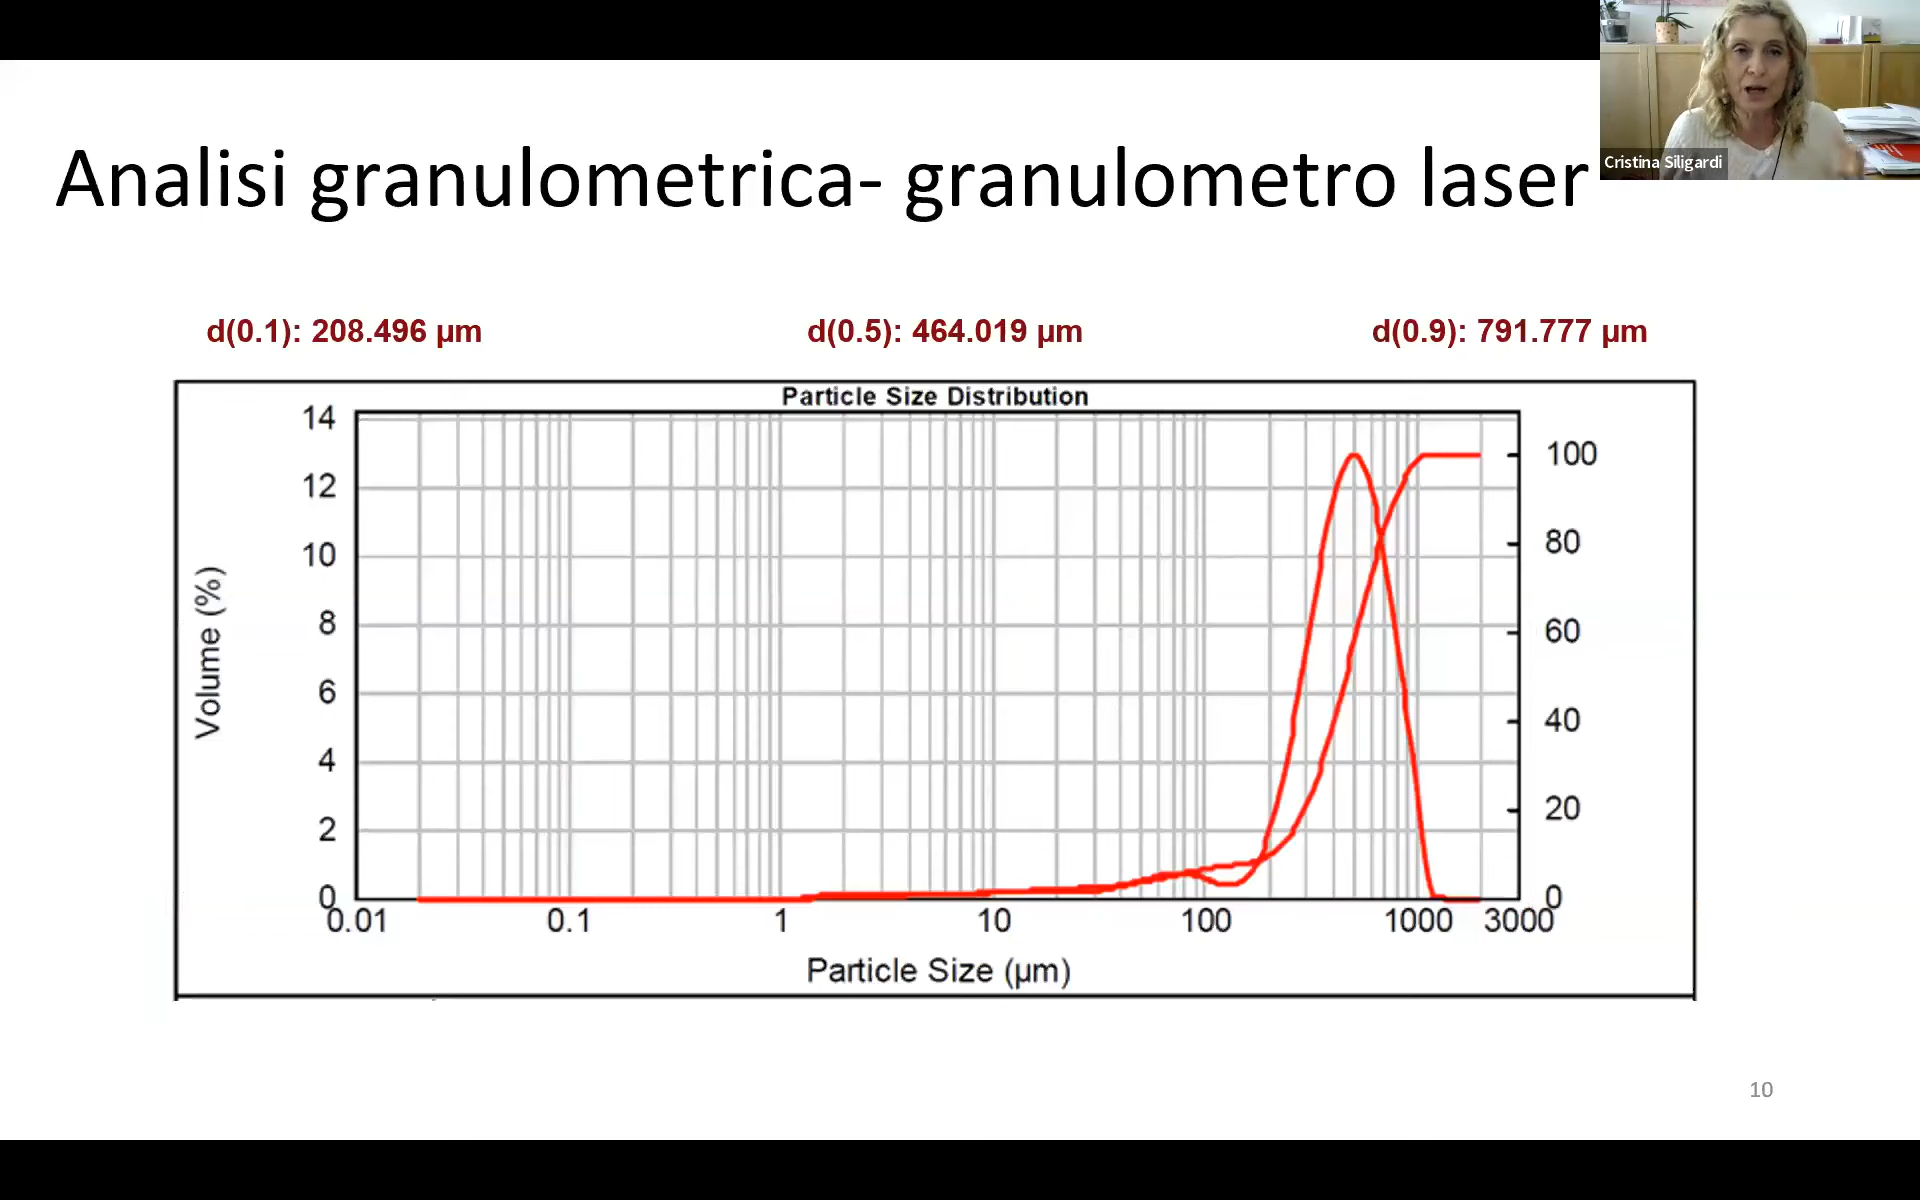 Cristina Siligardi
Analisi granulometrica- granulometro laser
d(0.1): 208.496 µm
d(0.5): 464.019 µm
d(0.9): 791.777 µm
Particle Size Distribution
14
12
10
8
6
4
2
0
Volume (%)
100
80
60
40
20
0
0.01
0.1
1
10
100
1000
3000
Particle Size (µm)
10